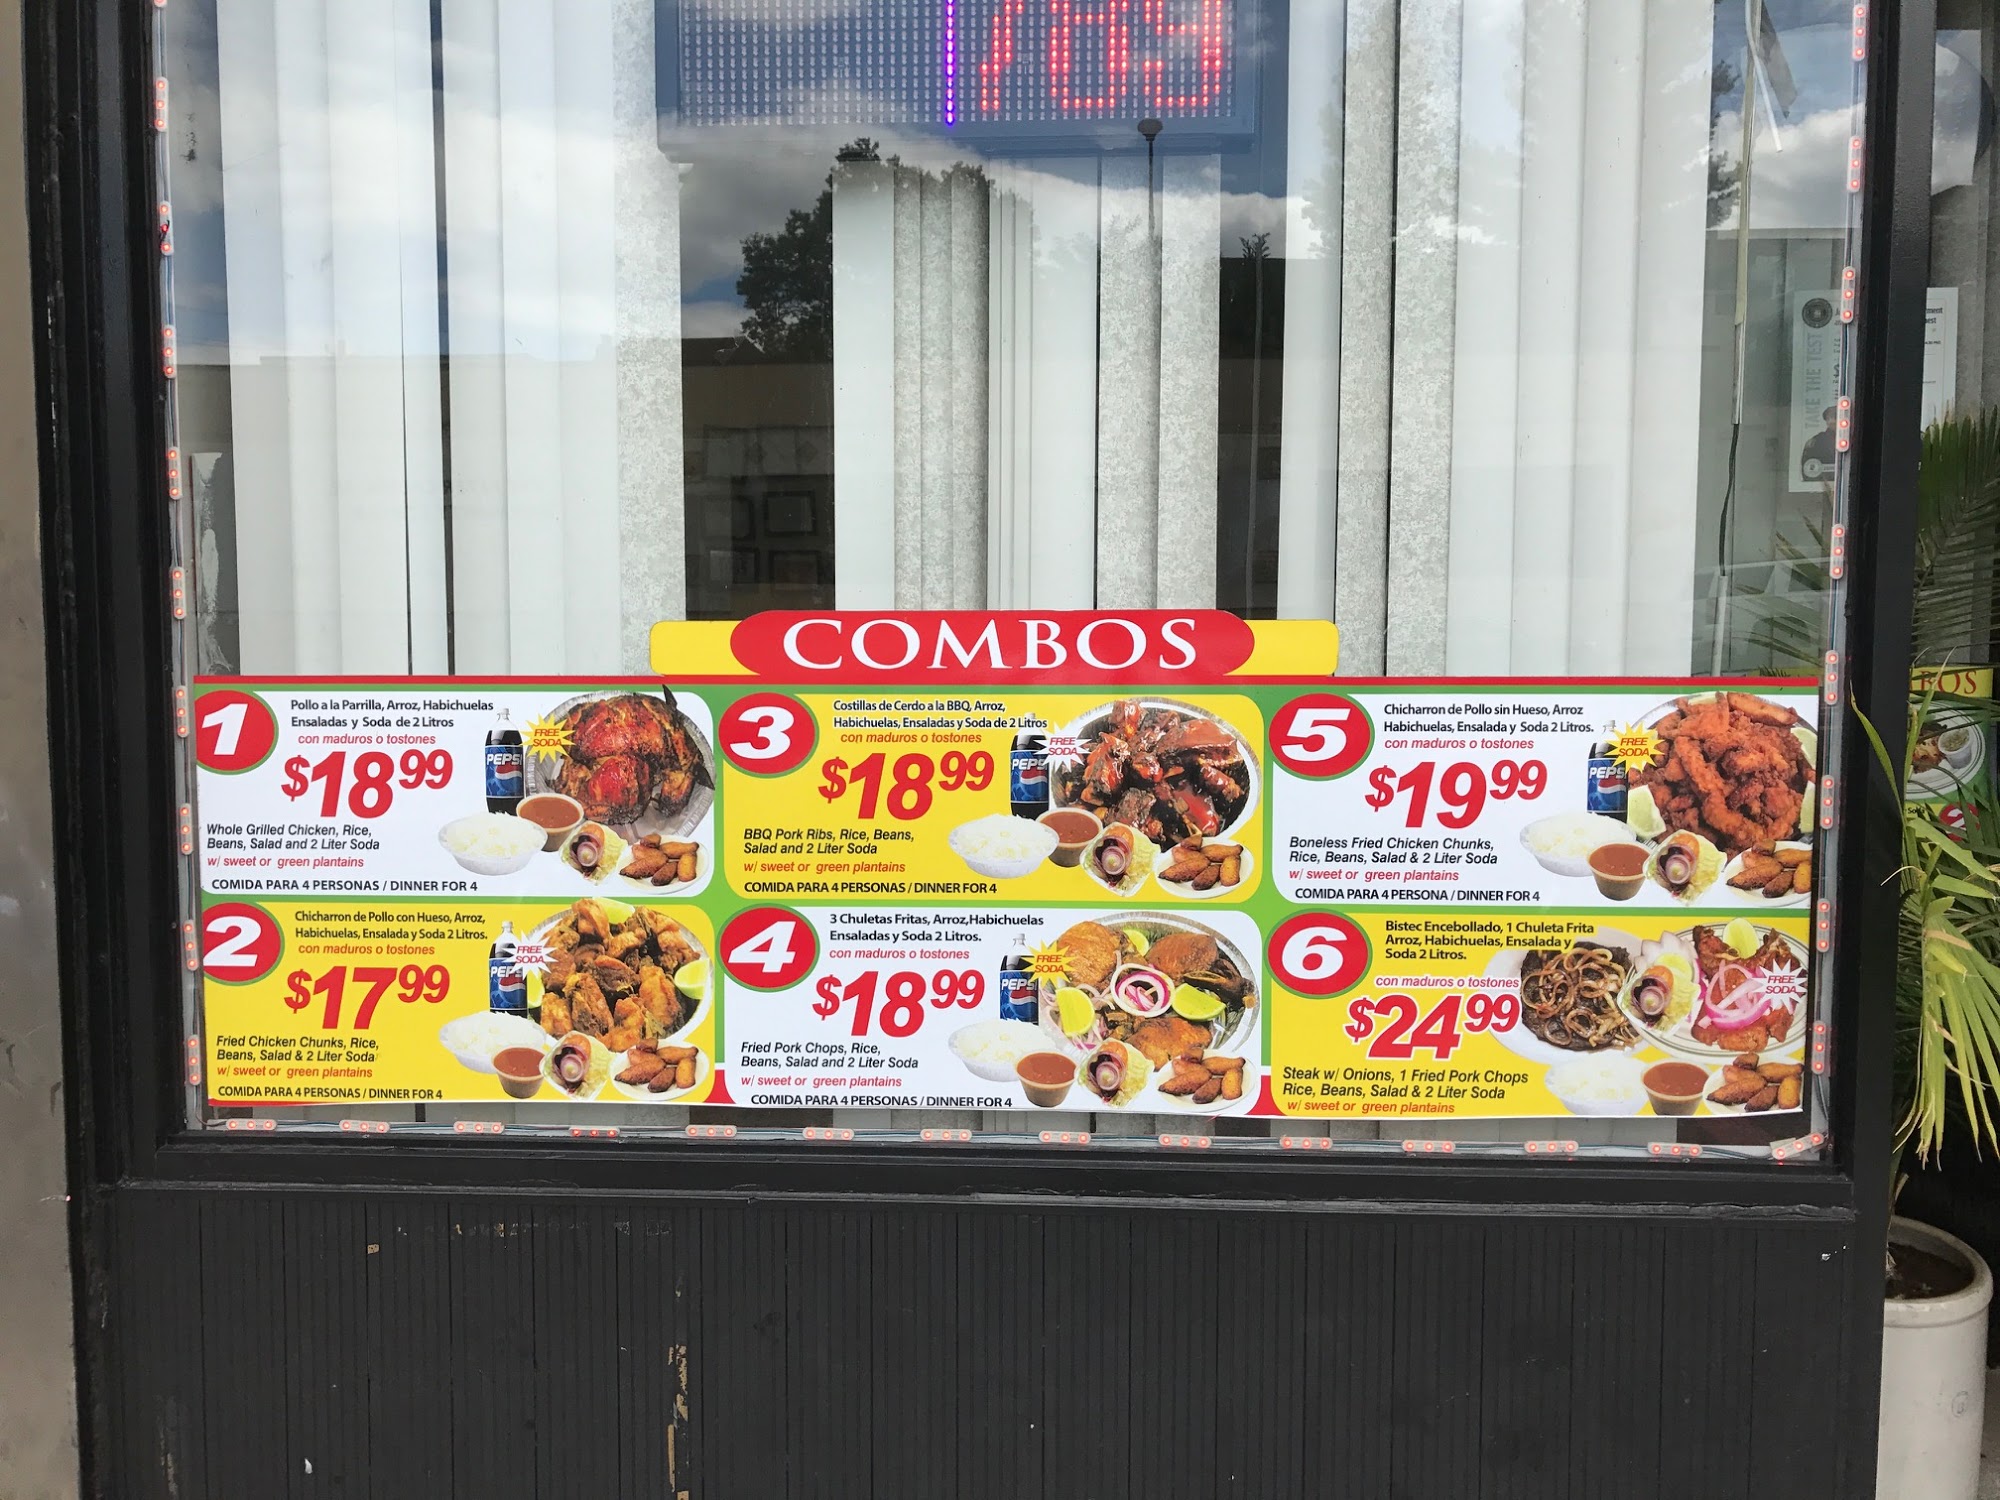 789
COMBOS
1
Pollo a la Parrilla, Arroz, Habichuelas
Ensaladas y Soda de 2 Litros
con maduros o tostones
$18.99
FREE
SODA
PEPSI
Whole Grilled Chicken, Rice,
Beans, Salad and 2 Liter Soda
w/ sweet or green plantains
COMIDA PARA 4 PERSONAS / DINNER FOR 4
2
Chicharron de Pollo con Hueso, Arroz,
Habichuelas, Ensalada y Soda 2 Litros.
con maduros o tostones
$17.99
FREE
SODA
PEPSI
Fried Chicken Chunks, Rice,
Beans, Salad & 2 Liter Soda
w/ sweet or green plantains
COMIDA PARA 4 PERSONAS / DINNER FOR 4
3
Costillas de Cerdo a la BBQ, Arroz,
Habichuelas, Ensaladas y Soda de 2 Litros
con maduros o tostones
$18.99
FREE
SODA
PEPSI
BBQ Pork Ribs, Rice, Beans,
Salad and 2 Liter Soda
w/ sweet or green plantains
COMIDA PARA 4 PERSONAS / DINNER FOR 4
4
3 Chuletas Fritas, Arroz,Habichuelas
Ensaladas y Soda 2 Litros.
con maduros o tostones
$18.99
FREE
SODA
PEPSI
Fried Pork Chops, Rice,
Beans, Salad and 2 Liter Soda
w/ sweet or green plantains
COMIDA PARA 4 PERSONAS / DINNER FOR 4
5
Chicharron de Pollo sin Hueso, Arroz
Habichuelas, Ensalada y Soda 2 Litros.
con maduros o tostones
$19.99
FREE
SODA
PEPSI
Boneless Fried Chicken Chunks,
Rice, Beans, Salad & 2 Liter Soda
w/ sweet or green plantains
COMIDA PARA 4 PERSONA / DINNER FOR 4
6
Bistec Encebollado, 1 Chuleta Frita
Arroz, Habichuelas, Ensalada y
Soda 2 Litros.
con maduros o tostones
$24.99
FREE
SODA
Steak w/ Onions, 1 Fried Pork Chops
Rice, Beans, Salad & 2 Liter Soda
w/ sweet or green plantains
TAKE THE TEST
BOS